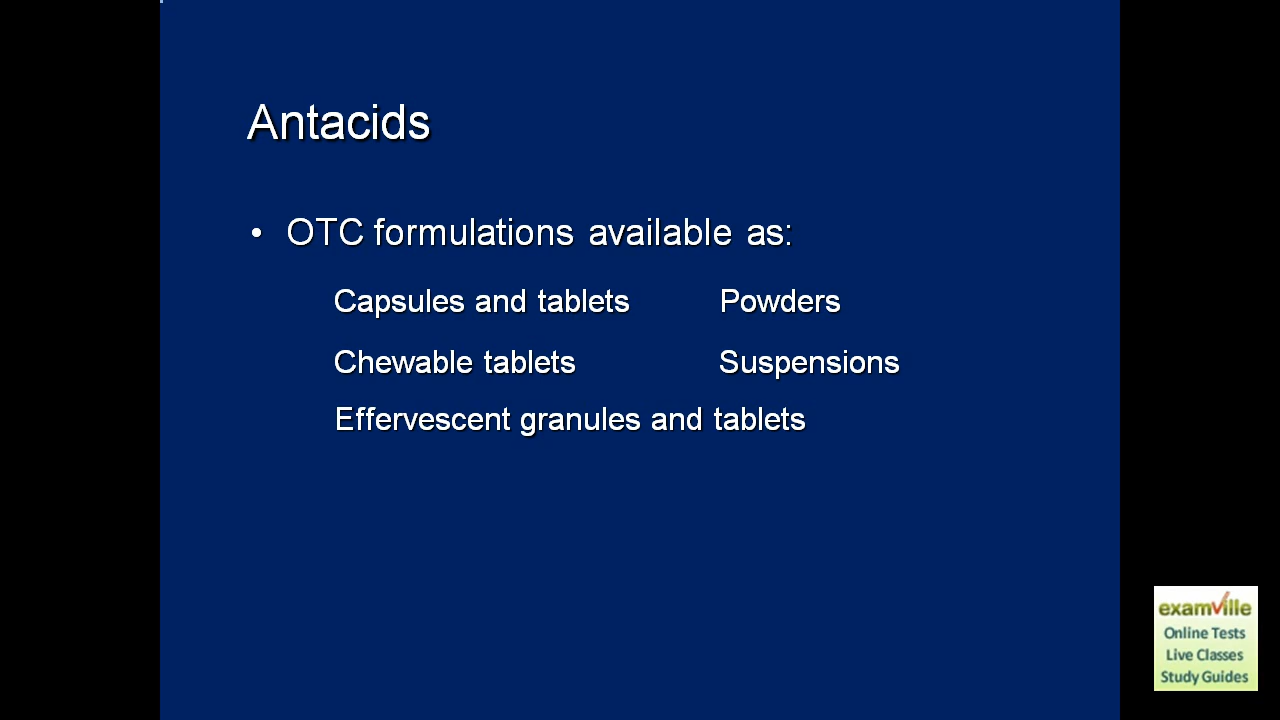 Antacids
• OTC formulations available as:
Capsules and tablets Powders
Chewable tablets Suspensions
Effervescent granules and tablets
examville
Online Tests
Live Classes
Study Guides